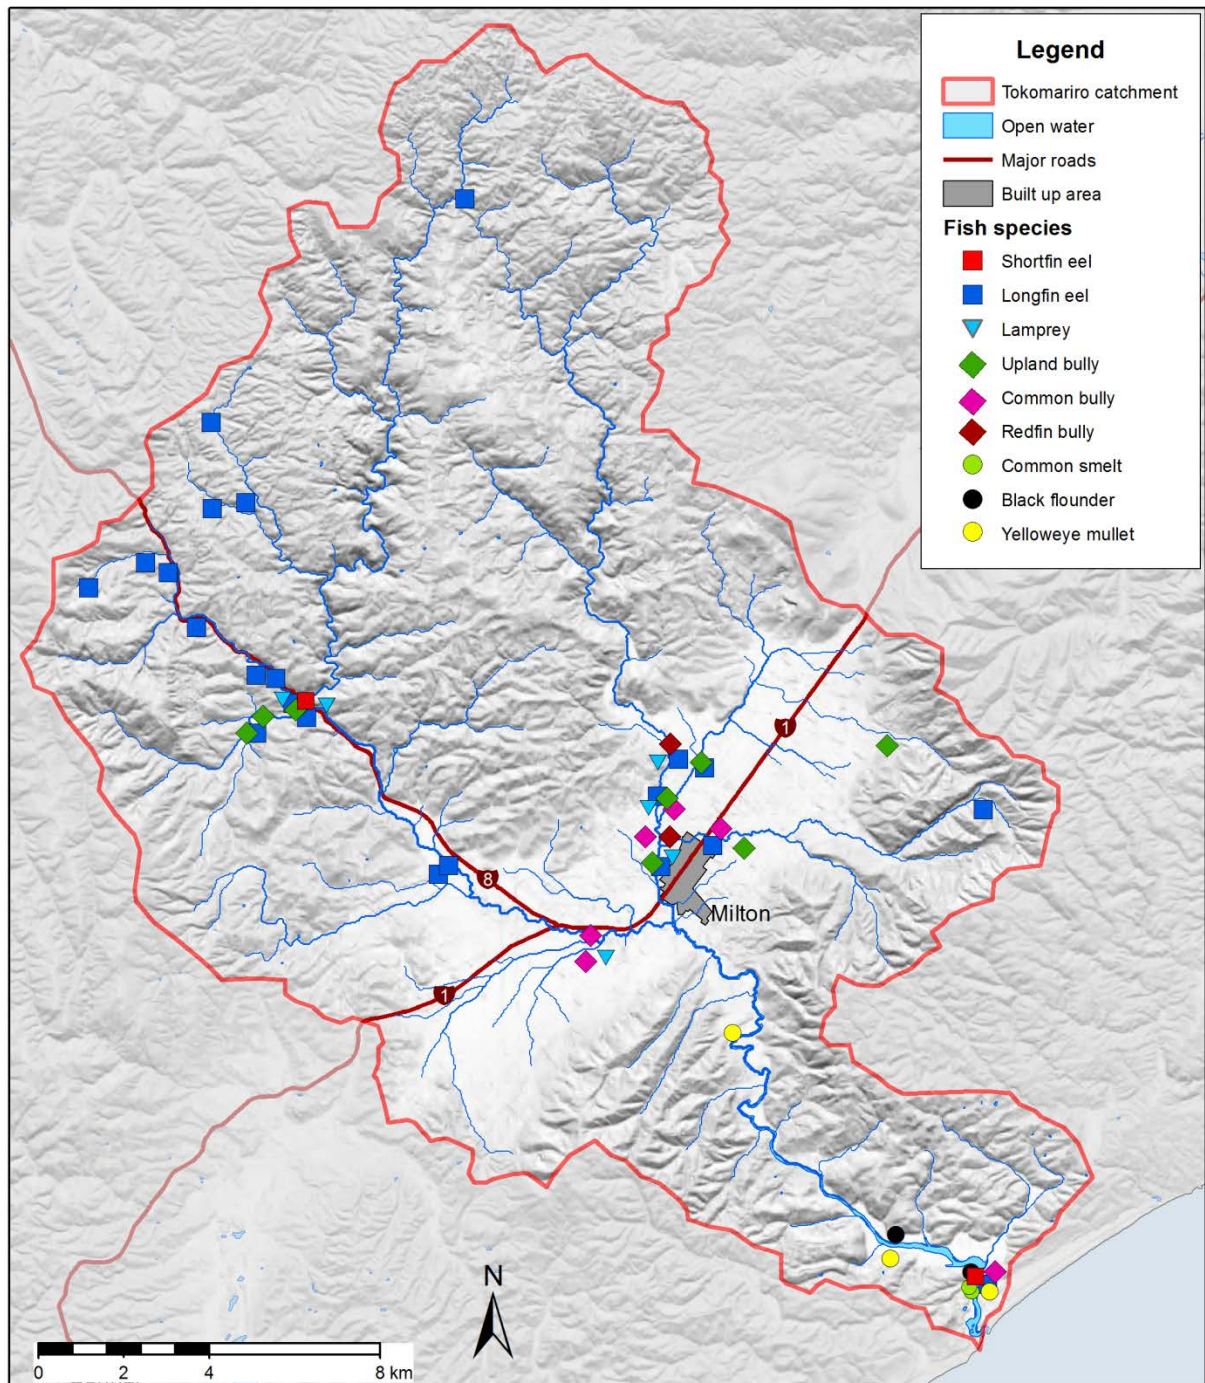 Legend
Tokomariro catchment
Open water
Major roads
Built up area
Fish species
Shortfin eel
Longfin eel
Lamprey
Upland bully
Common bully
Redfin bully
Common smelt
Black flounder
Yelloweye mullet
1
8
Milton
1
N
0 2 4 8 km